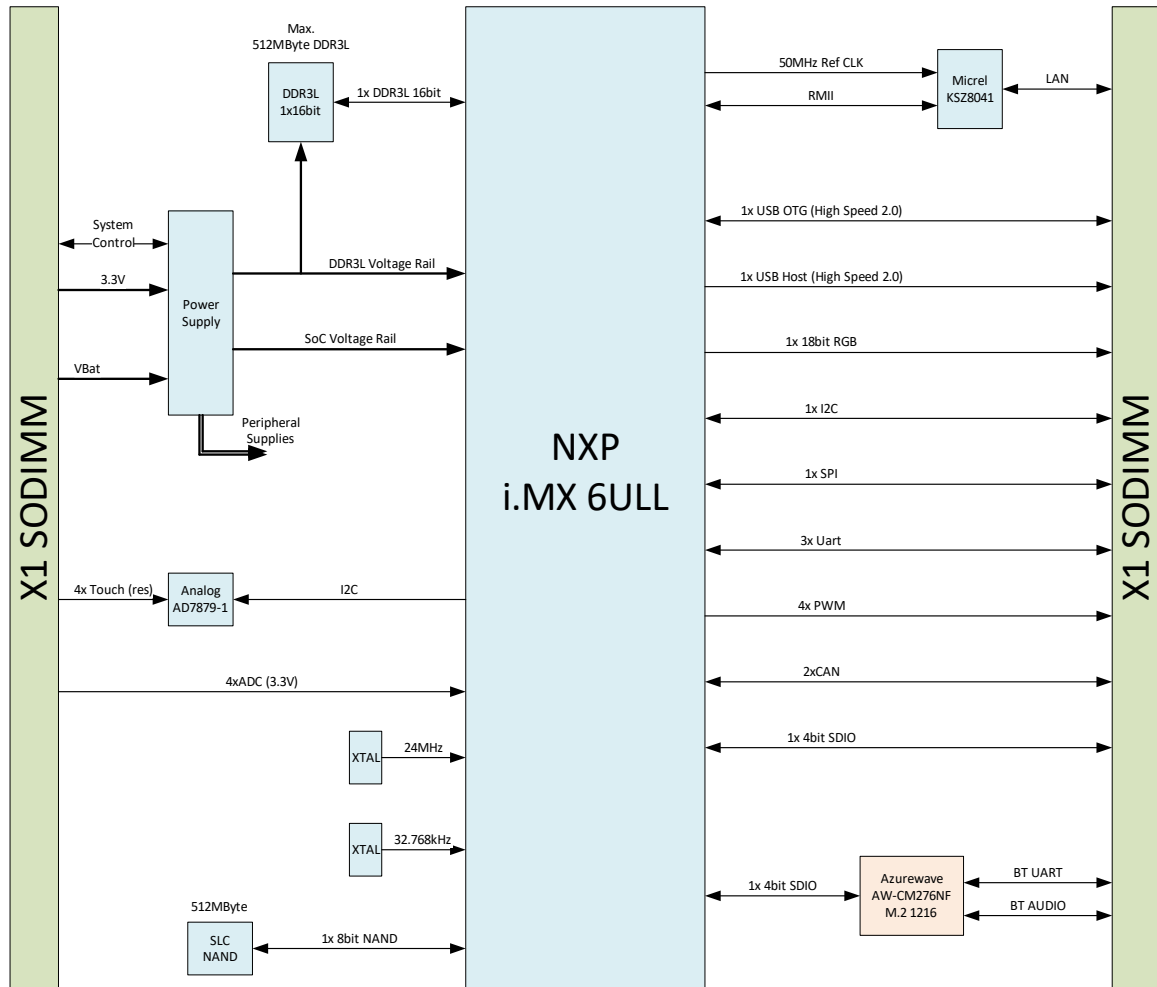 Max.
512MByte DDR3L
DDR3L
1x16bit
1x DDR3L 16bit
System
Control
3.3V
VBat
Power
Supply
DDR3L Voltage Rail
SoC Voltage Rail
Peripheral
Supplies
X1 SODIMM
4x Touch (res)
Analog
AD7879-1
I2C
4xADC (3.3V)
XTAL
24MHz
XTAL
32.768kHz
512MByte
SLC
NAND
1x 8bit NAND
NXP
i.MX 6ULL
50MHz Ref CLK
RMII
Micrel
KSZ8041
LAN
1x USB OTG (High Speed 2.0)
1x USB Host (High Speed 2.0)
1x 18bit RGB
1x I2C
1x SPI
3x Uart
4x PWM
2xCAN
1x 4bit SDIO
1x 4bit SDIO
Azurewave
AW-CM276NF
M.2 1216
BT UART
BT AUDIO
X1 SODIMM